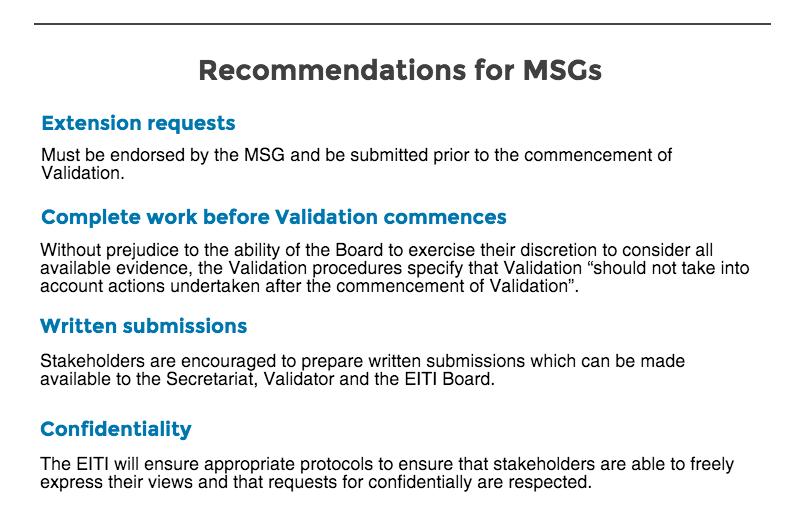 Recommendations for MSGs
Extension requests
Must be endorsed by the MSG and be submitted prior to the commencement of
Validation.
Complete work before Validation commences
Without prejudice to the ability of the Board to exercise their discretion to consider all
available evidence, the Validation procedures specify that Validation “should not take into
account actions undertaken after the commencement of Validation”.
Written submissions
Stakeholders are encouraged to prepare written submissions which can be made
available to the Secretariat, Validator and the EITI Board.
Confidentiality
The EITI will ensure appropriate protocols to ensure that stakeholders are able to freely
express their views and that requests for confidentially are respected.